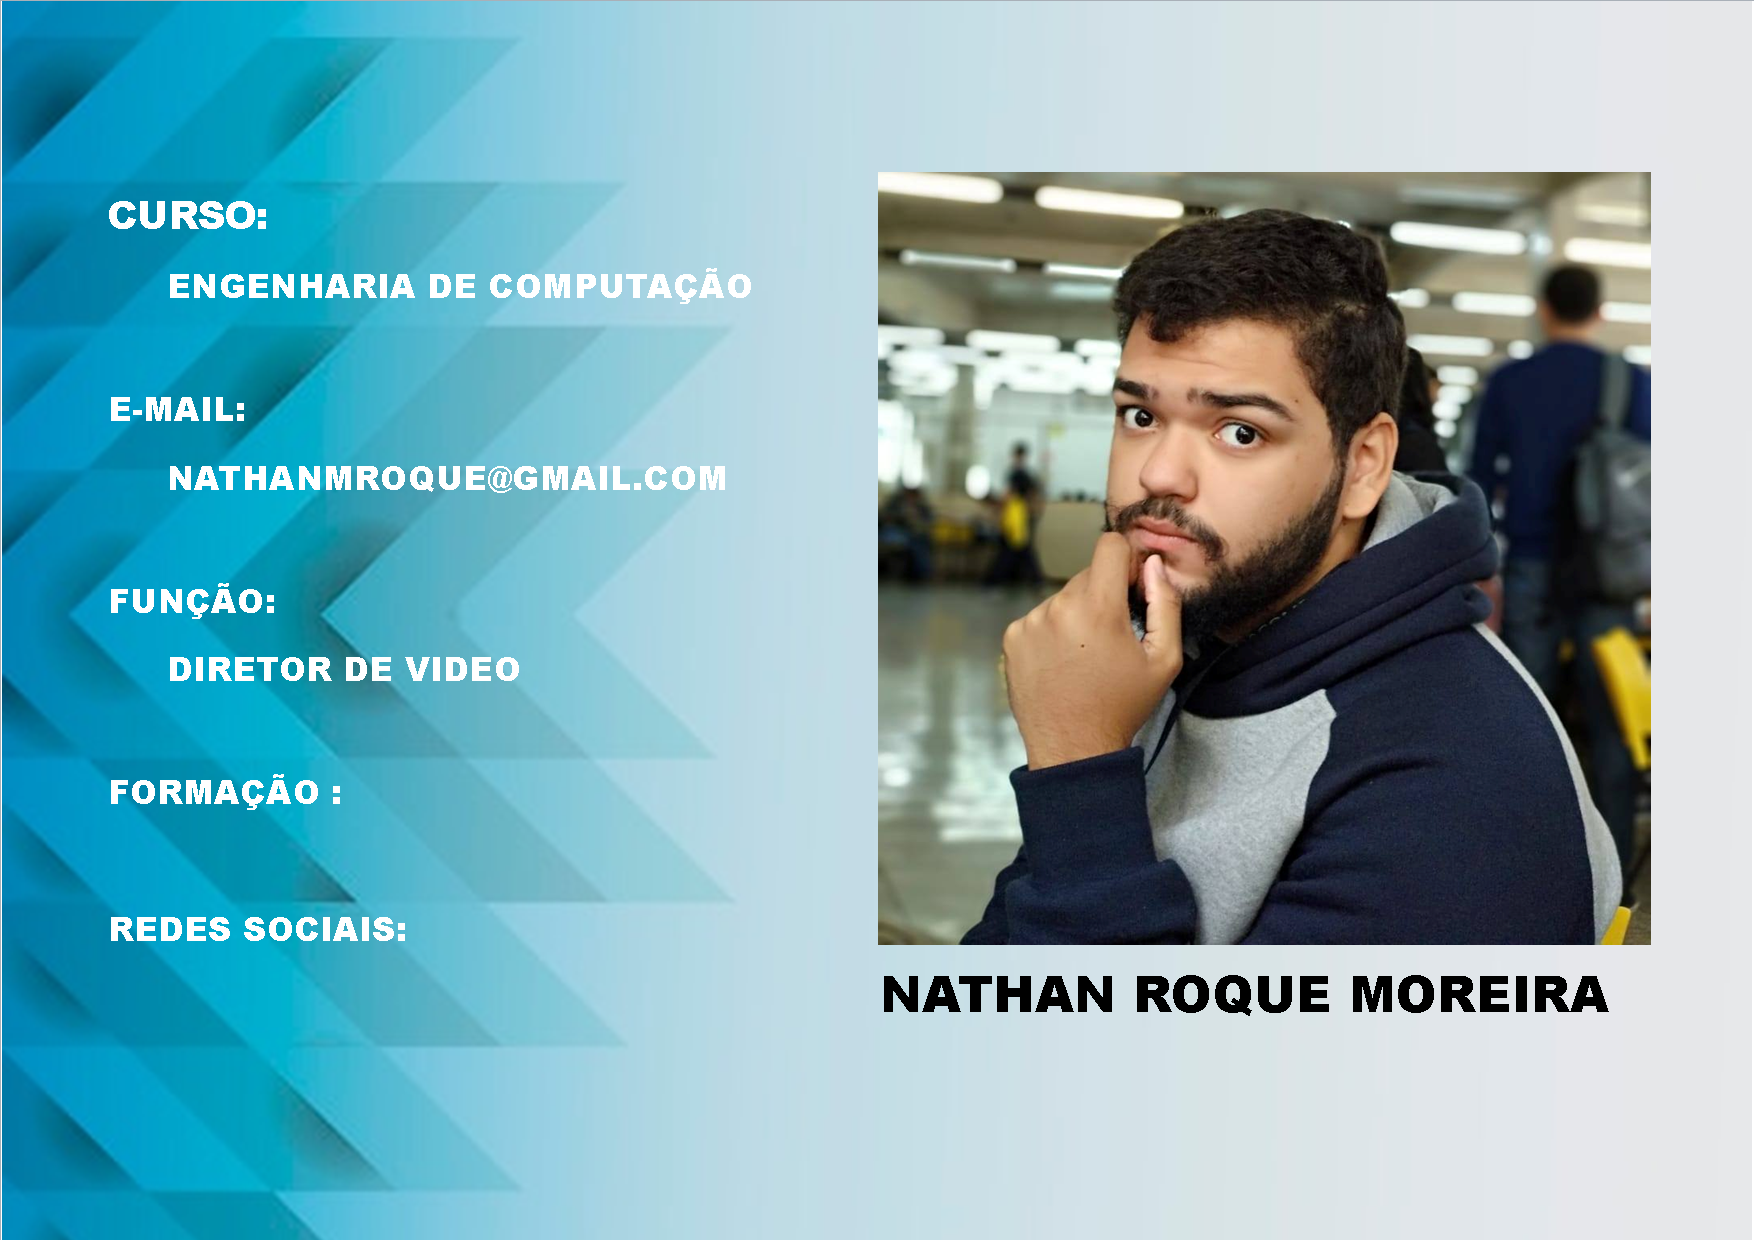 CURSO:
ENGENHARIA DE COMPUTAÇÃO
E-MAIL:
NATHANMROQUE@GMAIL.COM
FUNÇÃO:
DIRETOR DE VIDEO
FORMAÇÃO :
REDES SOCIAIS:
NATHAN ROQUE MOREIRA